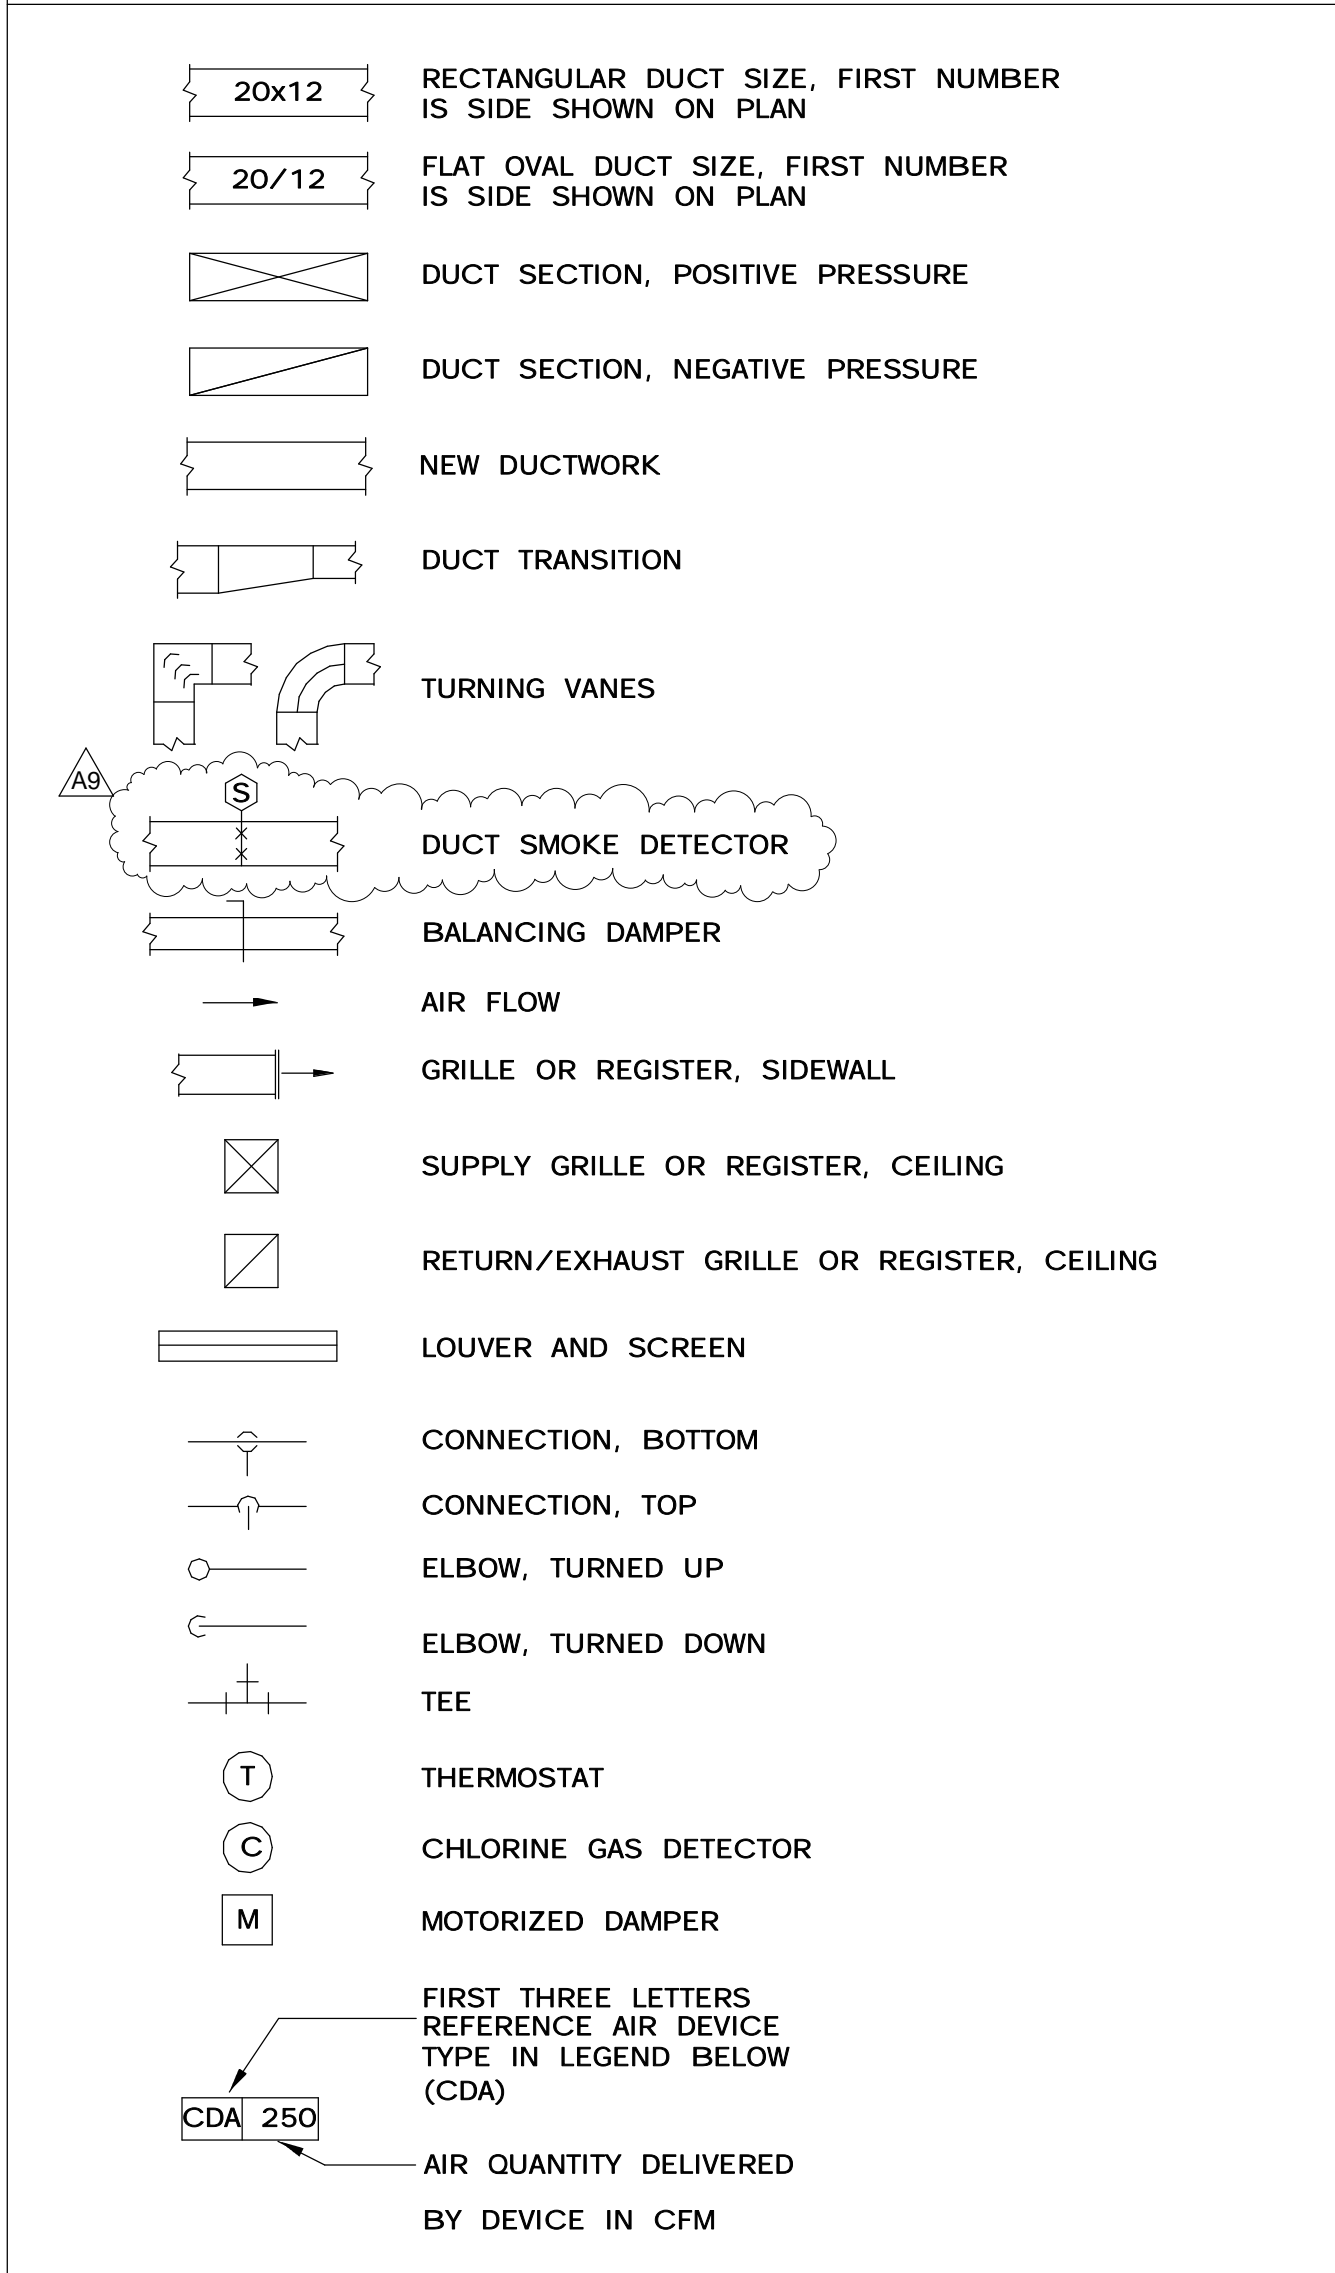 20x12
RECTANGULAR DUCT SIZE, FIRST NUMBER
IS SIDE SHOWN ON PLAN
20/12
FLAT OVAL DUCT SIZE, FIRST NUMBER
IS SIDE SHOWN ON PLAN
DUCT SECTION, POSITIVE PRESSURE
DUCT SECTION, NEGATIVE PRESSURE
NEW DUCTWORK
DUCT TRANSITION
TURNING VANES
A9
S
DUCT SMOKE DETECTOR
BALANCING DAMPER
AIR FLOW
GRILLE OR REGISTER, SIDEWALL
SUPPLY GRILLE OR REGISTER, CEILING
RETURN/EXHAUST GRILLE OR REGISTER, CEILING
LOUVER AND SCREEN
CONNECTION, BOTTOM
CONNECTION, TOP
ELBOW, TURNED UP
ELBOW, TURNED DOWN
TEE
T
THERMOSTAT
C
CHLORINE GAS DETECTOR
M
MOTORIZED DAMPER
FIRST THREE LETTERS
REFERENCE AIR DEVICE
TYPE IN LEGEND BELOW
(CDA)
CDA 250
AIR QUANTITY DELIVERED
BY DEVICE IN CFM